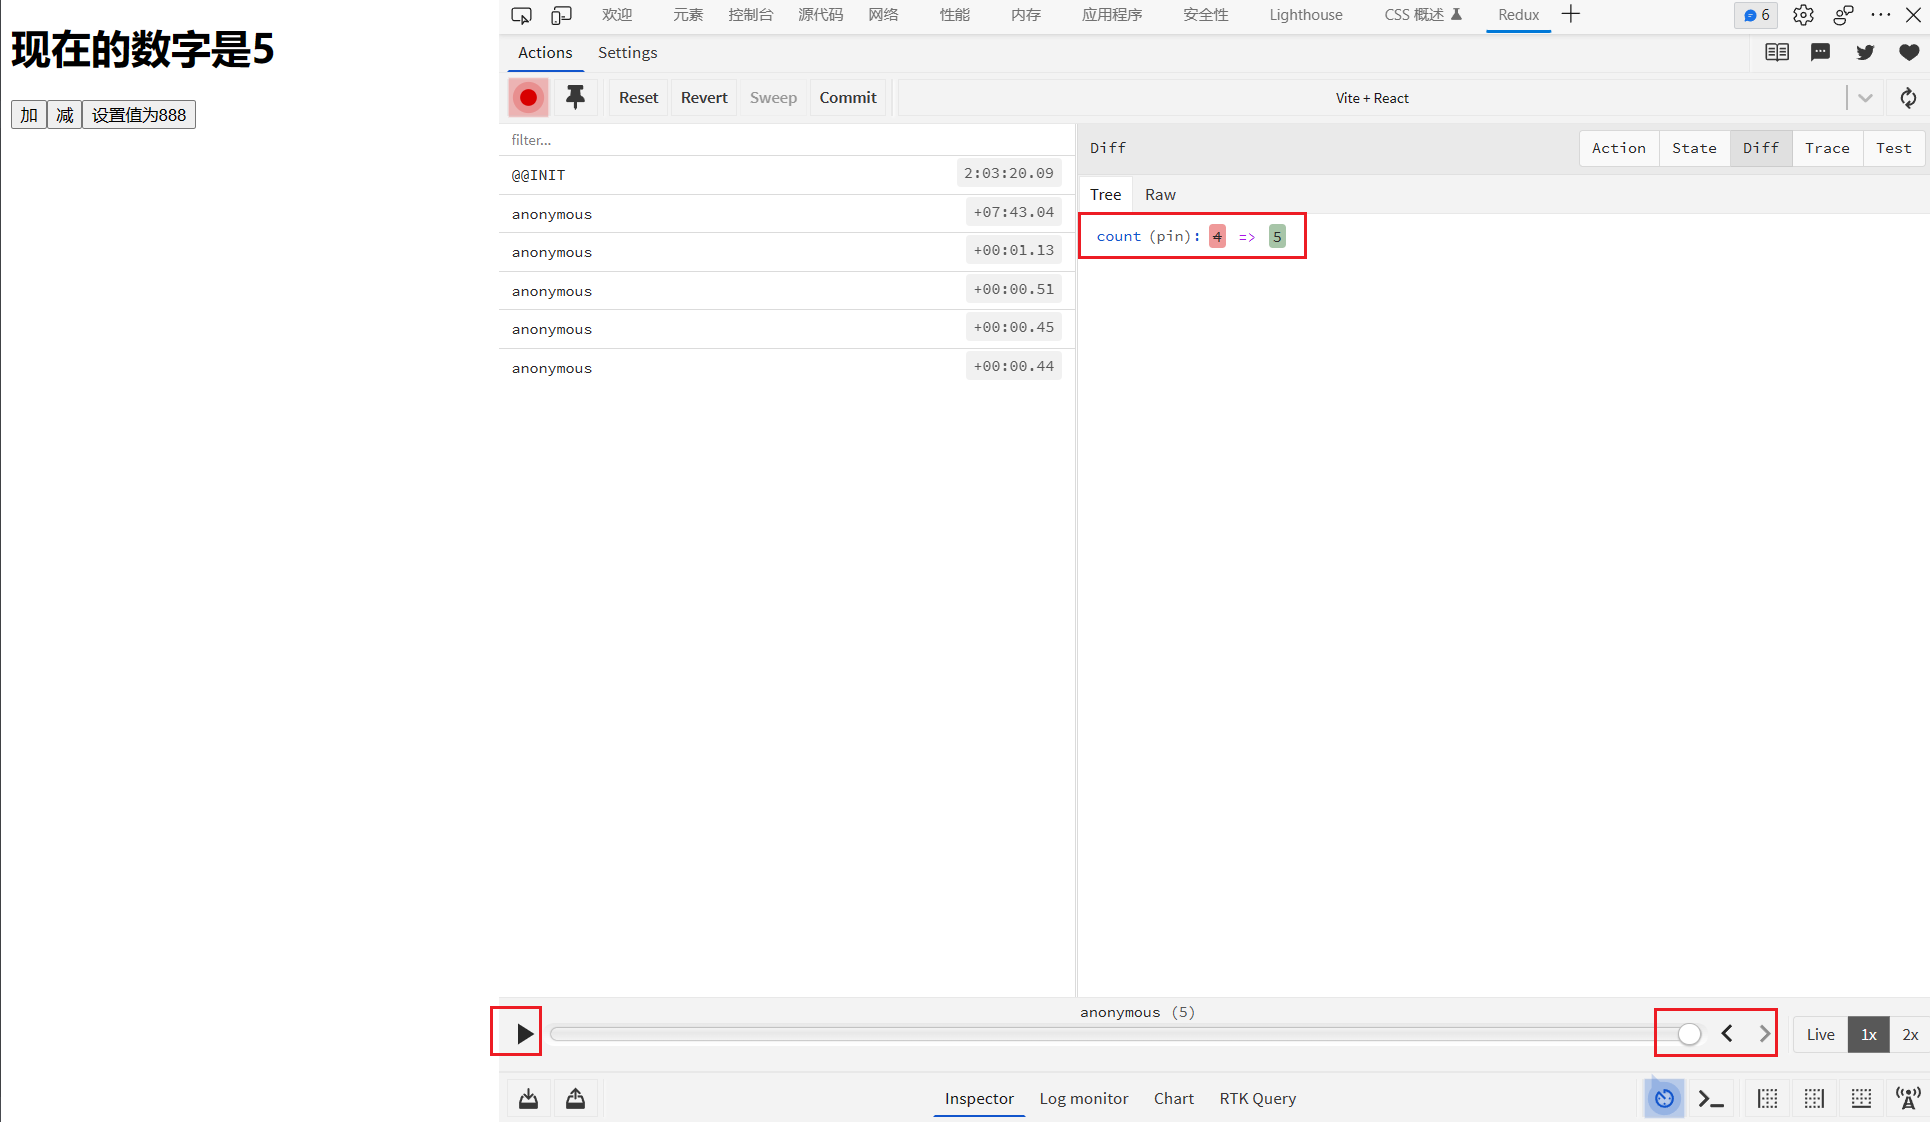 现在的数字是5
加 减 设置值为888
欢迎 元素 控制台 源代码 网络 性能 内存 应用程序 安全性 Lighthouse CSS 概述 Redux 6
Actions Settings
Reset Revert Sweep Commit Vite + React
filter...
@@INIT 2:03:20.09
anonymous +07:43.04
anonymous +00:01.13
anonymous +00:00.51
anonymous +00:00.45
anonymous +00:00.44
Diff Action State Diff Trace Test
Tree Raw
count (pin): 4 => 5
anonymous (5)
Live 1x 2x
Inspector Log monitor Chart RTK Query